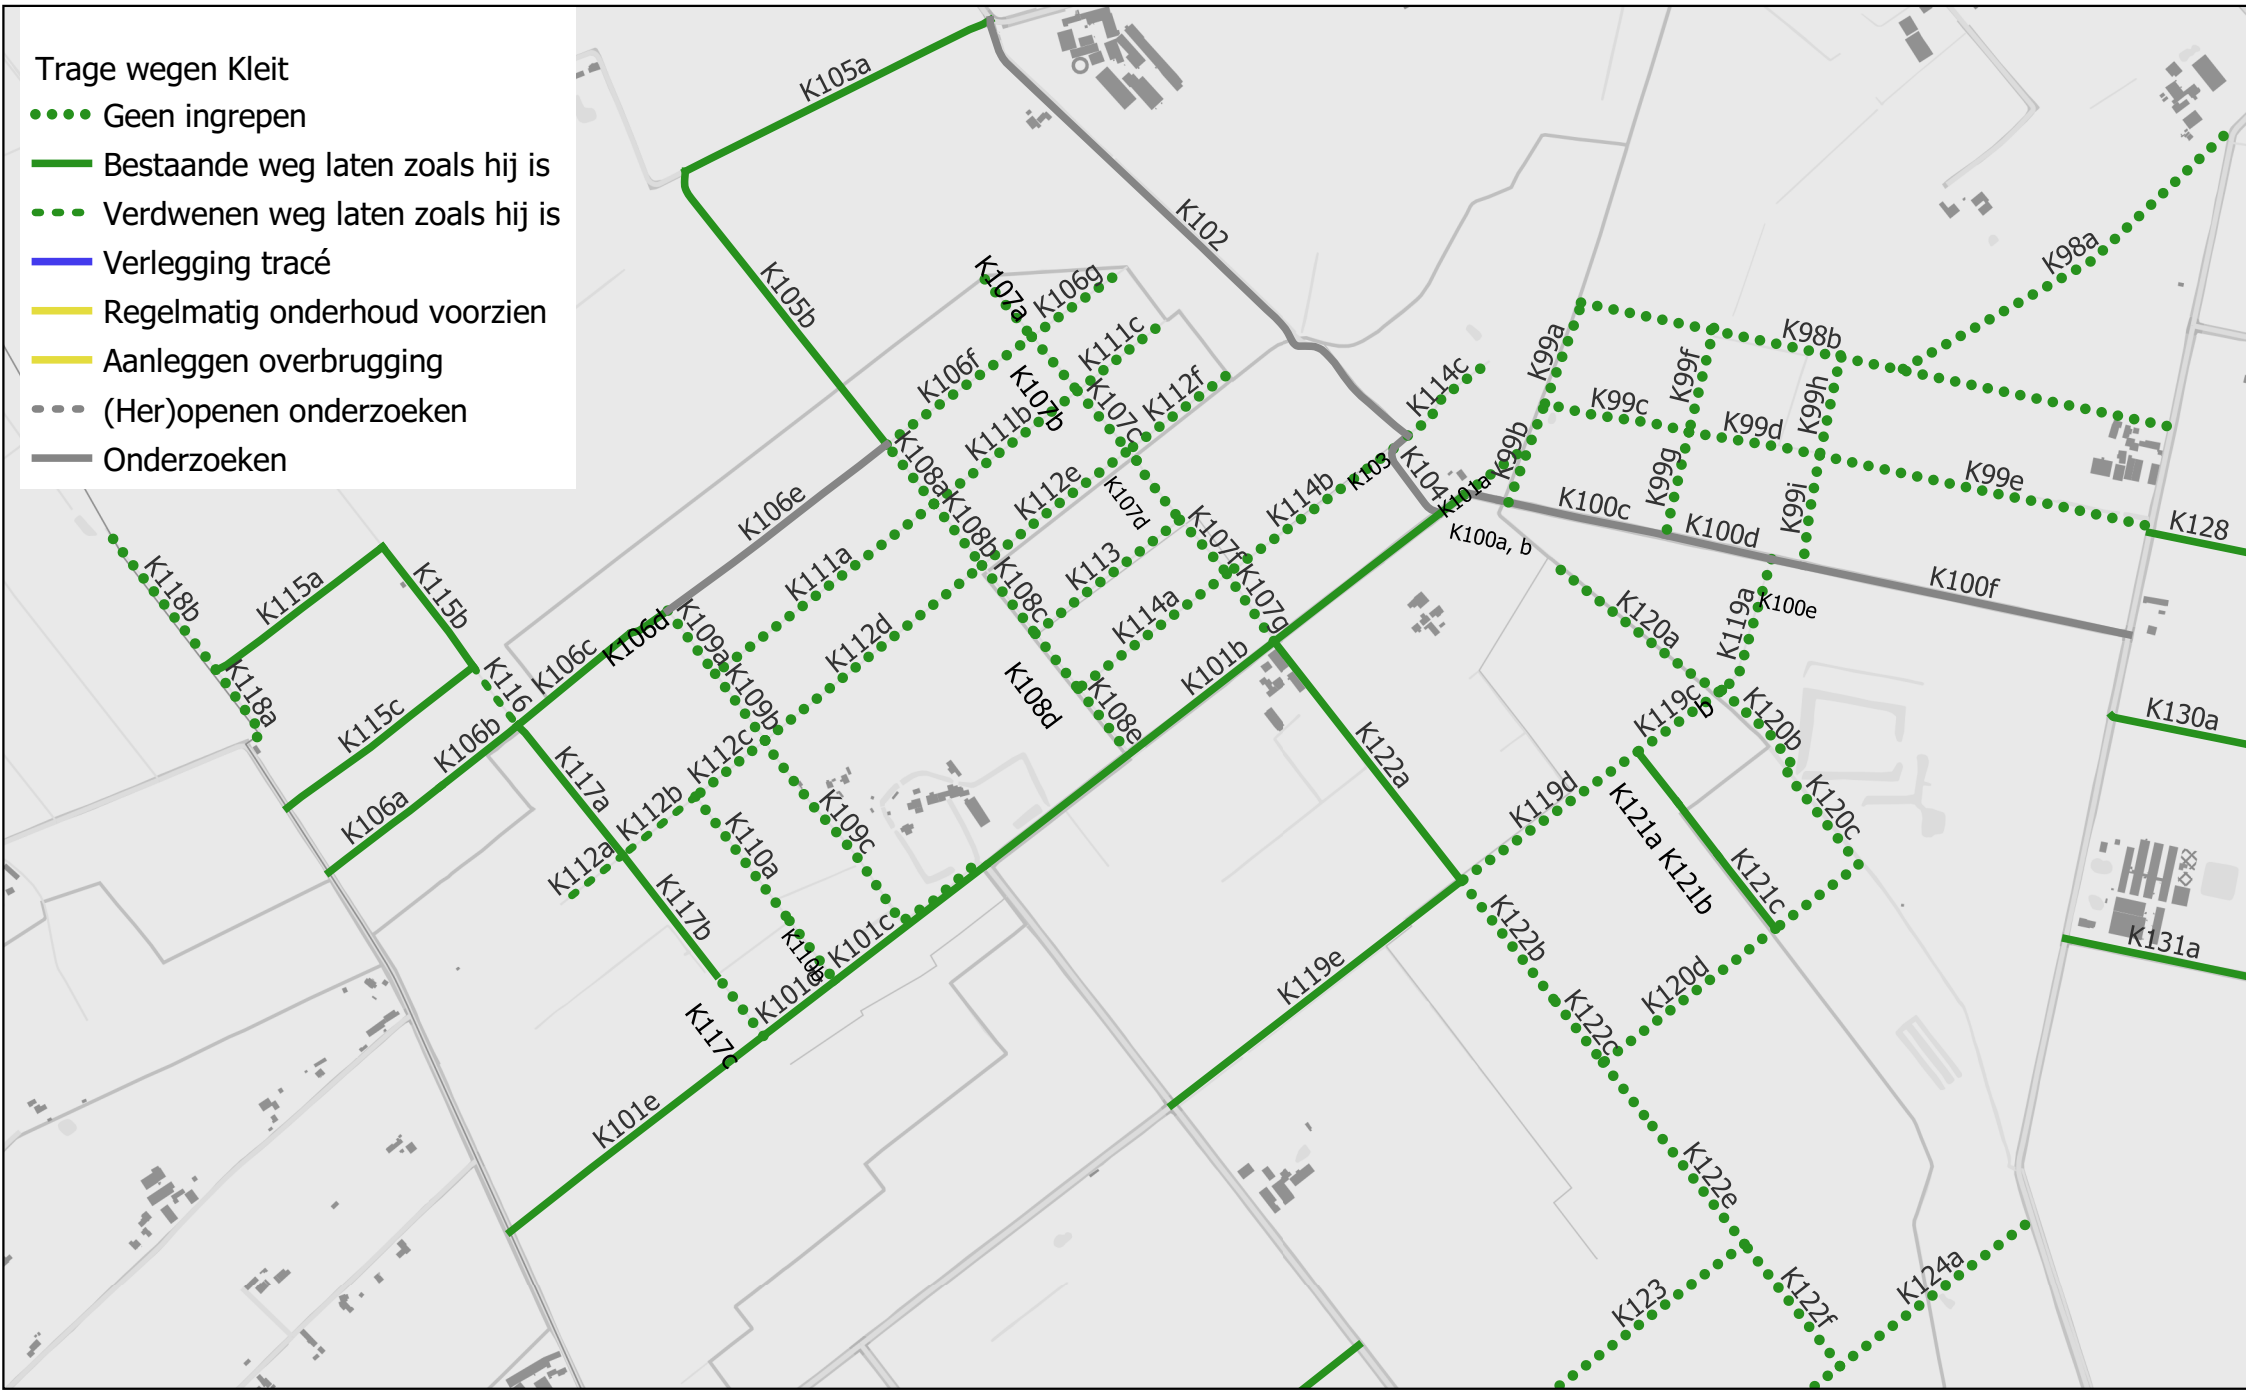 Trage wegen Kleit
Geen ingrepen
Bestaande weg laten zoals hij is
Verdwenen weg laten zoals hij is
Verlegging tracé
Regelmatig onderhoud voorzien
Aanleggen overbrugging
(Her)openen onderzoeken
Onderzoeken
K105a
K102
K98a
K105b
K107a
K106g
K111c
K106f
K107b
K107c
K112f
K114c
K99a
K99f
K98b
K99h
K99c
K99d
K99b
K99g
K99e
K99i
K128
K108a
K111b
K106e
K112e
K107d
K114b
K103
K104
K101a
K100a, b
K100c
K100d
K100f
K100e
K108b
K111a
K113
K107f
K107g
K108c
K114a
K118b
K115a
K115b
K106d
K109a
K112d
K106c
K116
K118a
K115c
K106b
K109b
K108d
K108e
K101b
K120a
K119a
K119c
b
K120b
K130a
K106a
K117a
K112c
K112b
K112a
K110a
K109c
K122a
K119d
K121a
K121b
K121c
K120c
K117b
K110b
K101c
K101d
K117c
K119e
K122b
K120d
K131a
K122c
K101e
K122e
K123
K122f
K124a